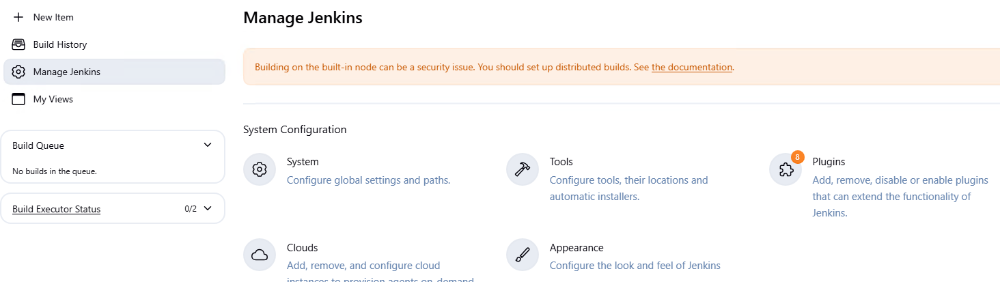 New Item
Build History
Manage Jenkins
My Views
Build Queue
No builds in the queue.
Build Executor Status
0/2
Manage Jenkins
Building on the built-in node can be a security issue. You should set up distributed builds. See the documentation.
System Configuration
System
Configure global settings and paths.
Tools
Configure tools, their locations and
automatic installers.
8
Plugins
Add, remove, disable or enable plugins
that can extend the functionality of
Jenkins.
Clouds
Add, remove, and configure cloud
instances to provision agents on-demand
Appearance
Configure the look and feel of Jenkins